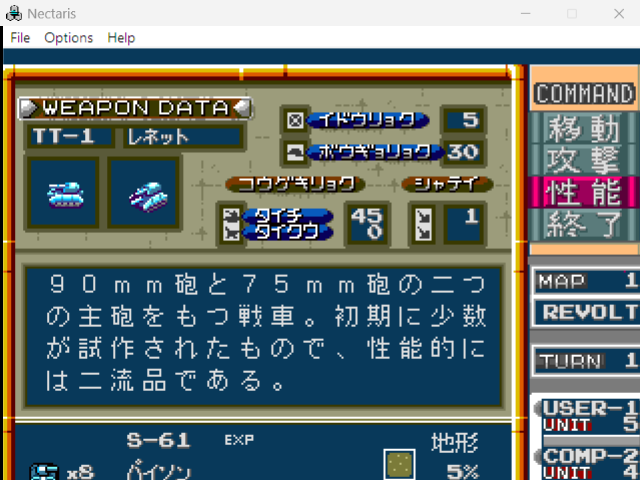 Nectaris
File Options Help
WEAPON DATA
TT-1 レネット
イドウリョク 5
ボウギョリョク 30
コウゲキリョク シャテイ
タイチ 45 1
タイクウ 0
90mm砲と75mm砲の二つ
の主砲をもつ戦車。初期に少数
が試作されたもので、性能的に
は二流品である。
S-61 EXP 地形
x8 パイソン 5%
COMMAND
移動
攻撃
性能
終了
MAP 1
REVOLT
TURN 1
USER-1
UNIT 5
COMP-2
UNIT 4